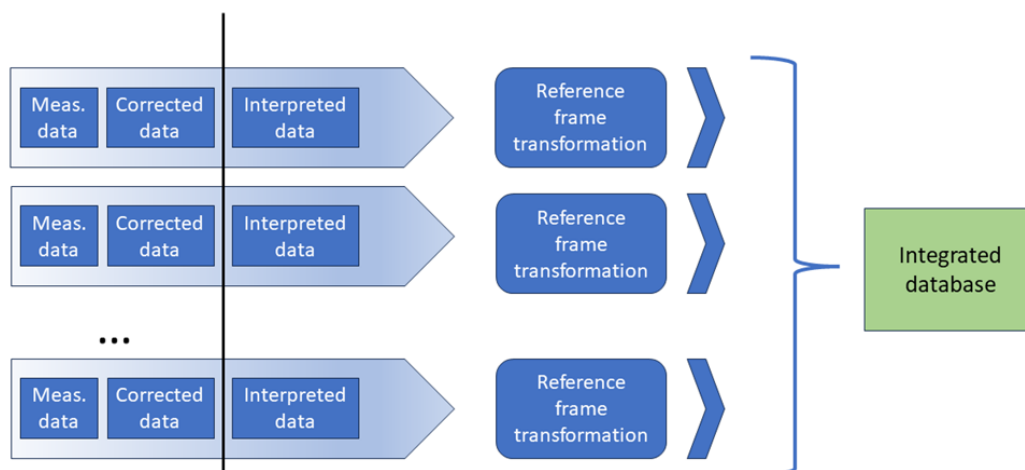 Meas.
data
Corrected
data
Interpreted
data
Reference
frame
transformation
Meas.
data
Corrected
data
Interpreted
data
Reference
frame
transformation
Integrated
database
...
Meas.
data
Corrected
data
Interpreted
data
Reference
frame
transformation